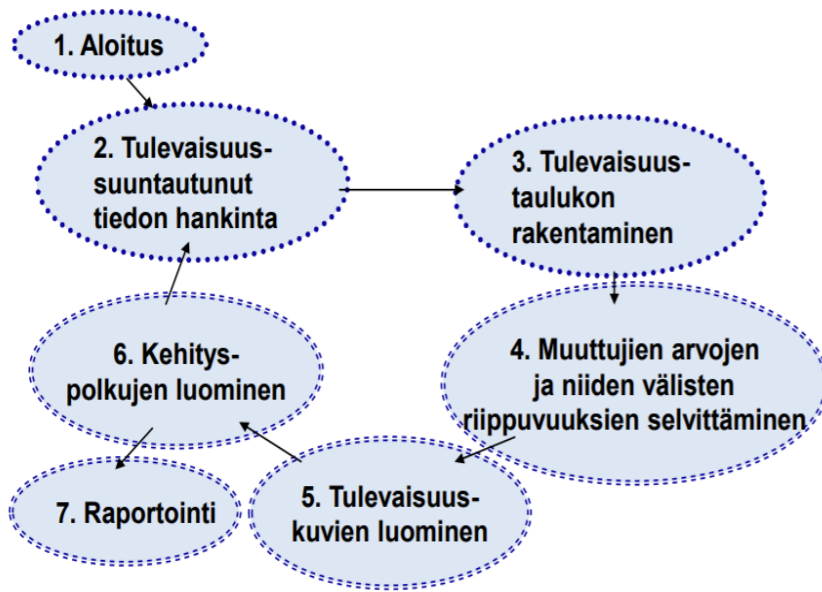 1. Aloitus
2. Tulevaisuus-
suuntautunut
tiedon hankinta
3. Tulevaisuus-
taulukon
rakentaminen
4. Muuttujien arvojen
ja niiden välisten
riippuvuuksien selvittäminen
5. Tulevaisuus-
kuvien luominen
6. Kehitys-
polkujen luominen
7. Raportointi